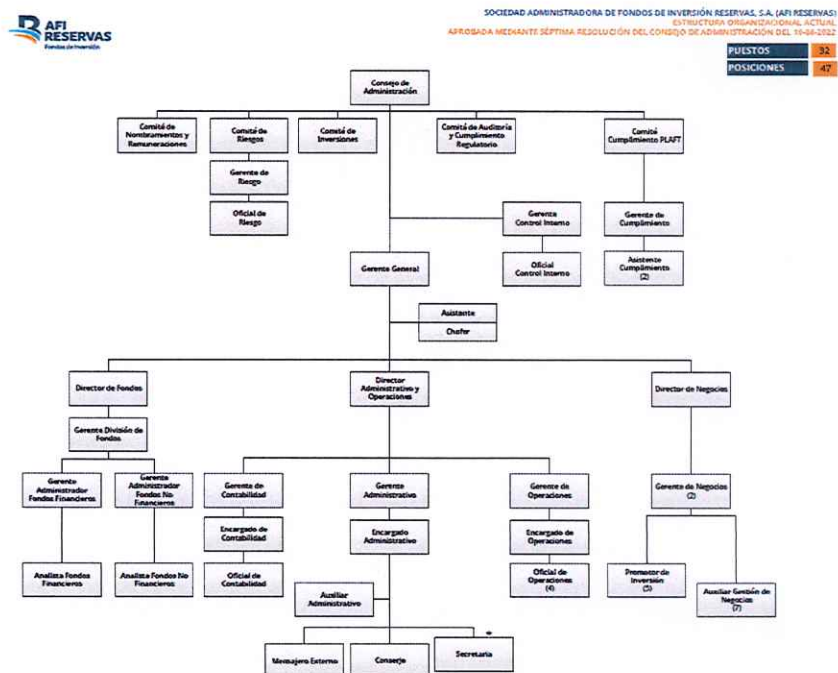 AFI
RESERVAS
Fondos de Inversión
SOCIEDAD ADMINISTRADORA DE FONDOS DE INVERSIÓN RESERVAS, S.A. (AFI RESERVAS)
ESTRUCTURA ORGANIZACIONAL ACTUAL
APROBADA MEDIANTE SÉPTIMA RESOLUCIÓN DEL CONSEJO DE ADMINISTRACIÓN DEL
PUESTOS 32
POSICIONES 47
Consejo de
Administración
Comité de
Nombramientos y
Remuneraciones
Comité de
Riesgos
Comité de
Inversiones
Comité de Auditoría
y Cumplimiento
Regulatorio
Comité
Cumplimiento PLAFT
Gerente de
Riesgo
Oficial de
Riesgo
Gerente
Control Interno
Gerente de
Cumplimiento
Gerente General
Oficial
Control Interno
Asistente
Cumplimiento
(2)
Asistente
Chofer
Director de Fondos
Director
Administrativo y
Operaciones
Director de Negocios
Gerente División de
Fondos
Gerente
Administrador
Fondos Financieros
Gerente
Administrador
Fondos No
Financieros
Gerente de
Contabilidad
Gerente
Administrativo
Gerente de
Operaciones
Gerente de Negocios
(2)
Encargado de
Contabilidad
Encargado
Administrativo
Encargado de
Operaciones
Analista Fondos
Financieros
Analista Fondos No
Financieros
Oficial de
Contabilidad
Oficial de
Operaciones
(4)
Promotor de
Inversión
(5)
Auxiliar Gestión de
Negocios
(7)
Auxiliar
Administrativo
Mensajero Externo
Conserje
Secretaria